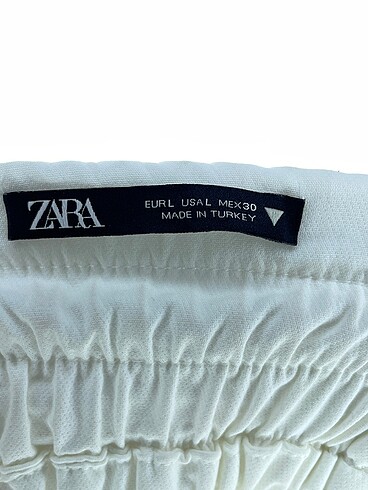 ZARA
EUR L USA L MEX 30
MADE IN TURKEY